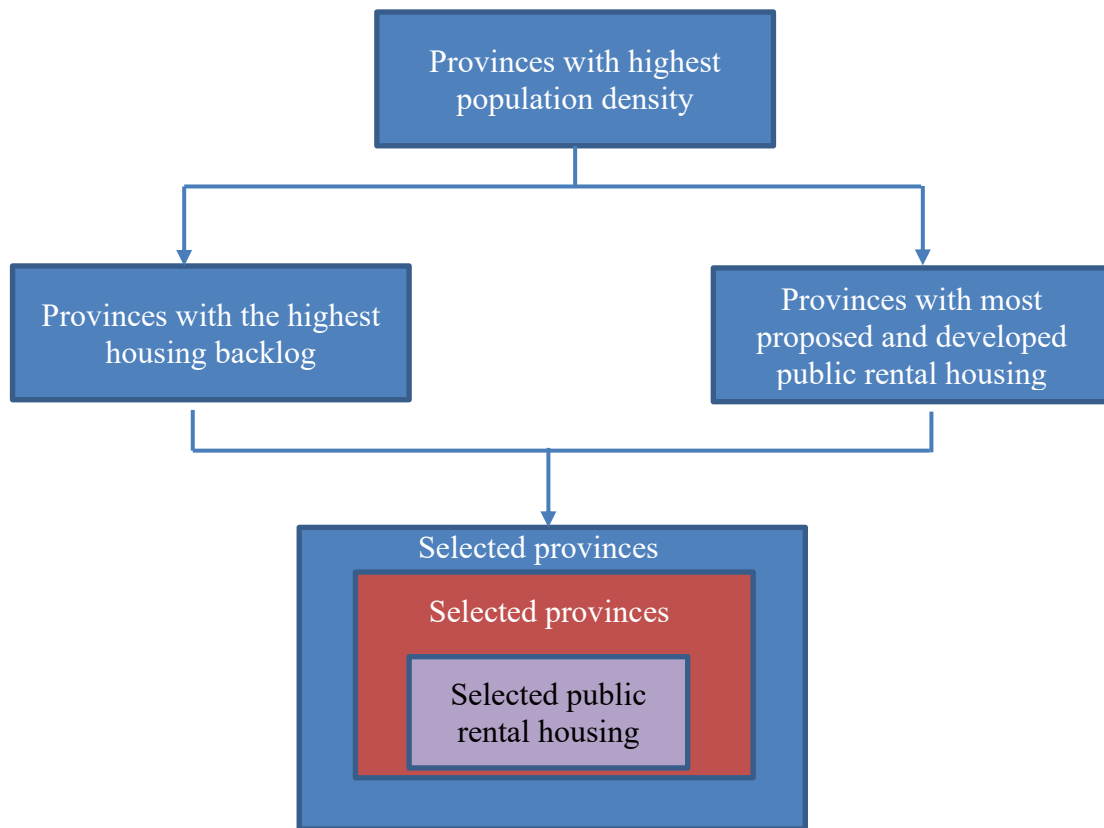 Provinces with highest
population density
Provinces with the highest
housing backlog
Provinces with most
proposed and developed
public rental housing
Selected provinces
Selected provinces
Selected public
rental housing